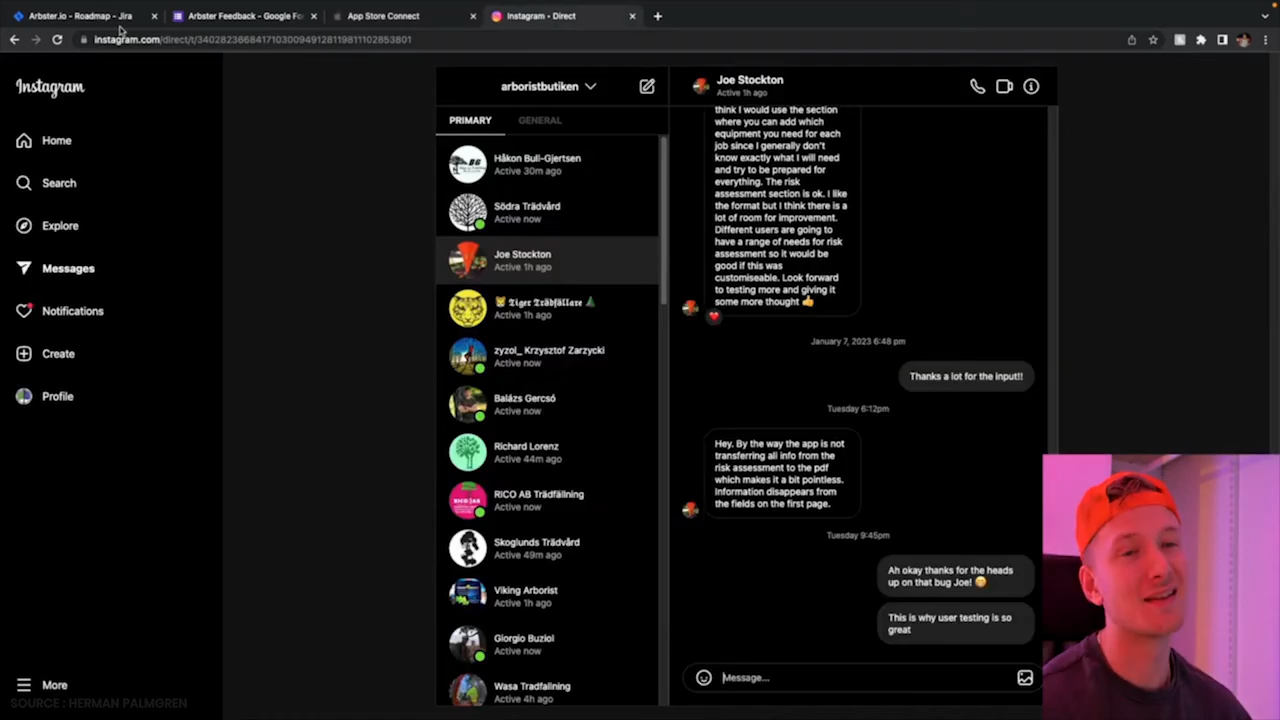 Arbster.io - Roadmap - Jira
Arbster Feedback - Google Fo
App Store Connect
Instagram • Direct
instagram.com/direct/t/340282366841710300949128119811102853801
Instagram
Home
Search
Explore
Messages
Notifications
Create
Profile
More
SOURCE : HERMAN PALMGREN
arboristbutiken
PRIMARY
GENERAL
Håkon Bull-Gjertsen
Active 30m ago
Södra Trädvård
Active now
Joe Stockton
Active 1h ago
🐯 𝕿𝖎𝖌𝖊𝖗 𝕿𝖗ä𝖉𝖋ä𝖑𝖑𝖆𝖗𝖊 🌲
Active 1h ago
zyzol_ Krzysztof Zarzycki
Active now
Balázs Gercsó
Active now
Richard Lorenz
Active 44m ago
RICO AB Trädfällning
Active now
Skoglunds Trädvård
Active 49m ago
Viking Arborist
Active 1h ago
Giorgio Buziol
Active now
Wasa Tradfallning
Active 4h ago
Joe Stockton
Active 1h ago
think I would use the section
where you can add which
equipment you need for each
job since I generally don't
know exactly what I will need
and try to be prepared for
everything. The risk
assessment section is ok. I like
the format but I think there is a
lot of room for improvement.
Different users are going to
have a range of needs for risk
assessment so it would be
good if this was
customiseable. Look forward
to testing more and giving it
some more thought 👍
January 7, 2023 6:48 pm
Thanks a lot for the input!!
Tuesday 6:12pm
Hey. By the way the app is not
transferring all info from the
risk assessment to the pdf
which makes it a bit pointless.
Information disappears from
the fields on the first page.
Tuesday 9:45pm
Ah okay thanks for the heads
up on that bug Joe! 😁
This is why user testing is so
great
Message...